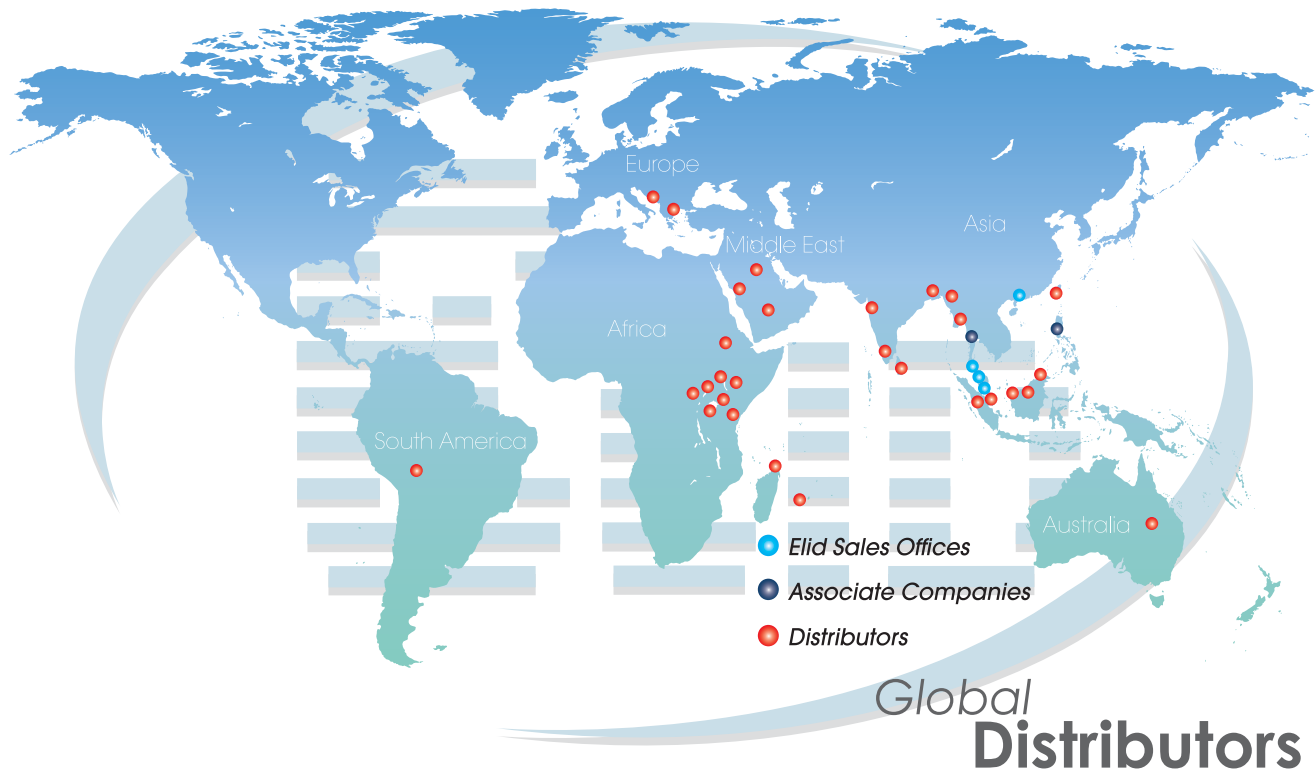 Europe
Asia
Middle East
Africa
South America
Australia
Elid Sales Offices
Associate Companies
Distributors
Global
Distributors